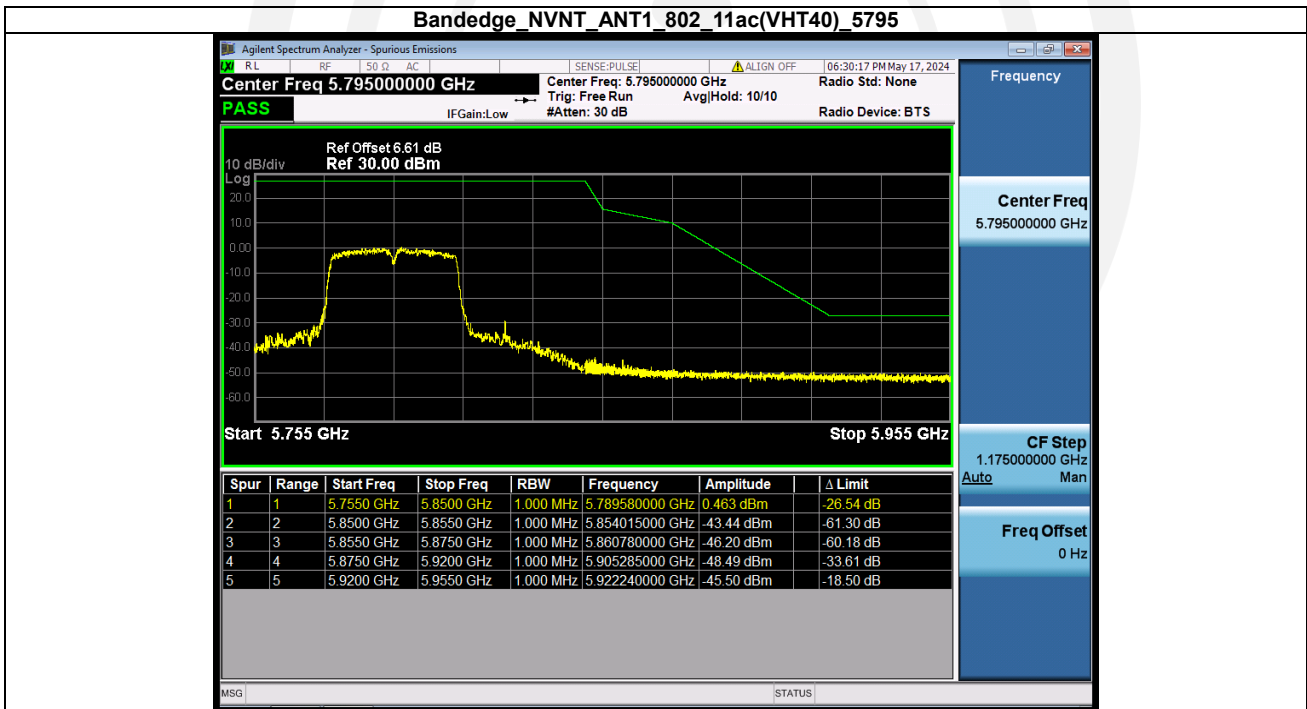 Bandedge_NVNT_ANT1_802_11ac(VHT40)_5795
Agilent Spectrum Analyzer - Spurious Emissions
LXI RL RF 50 Ω AC SENSE:PULSE ALIGN OFF 06:30:17 PM May 17, 2024
Center Freq 5.795000000 GHz Center Freq: 5.795000000 GHz Radio Std: None
Trig: Free Run Avg|Hold: 10/10
PASS IFGain:Low #Atten: 30 dB Radio Device: BTS
Ref Offset 6.61 dB
10 dB/div Ref 30.00 dBm
Log
20.0
10.0
0.00
-10.0
-20.0
-30.0
-40.0
-50.0
-60.0
Start 5.755 GHz Stop 5.955 GHz
Spur Range Start Freq Stop Freq RBW Frequency Amplitude Δ Limit
1 1 5.7550 GHz 5.8500 GHz 1.000 MHz 5.789580000 GHz 0.463 dBm -26.54 dB
2 2 5.8500 GHz 5.8550 GHz 1.000 MHz 5.854015000 GHz -43.44 dBm -61.30 dB
3 3 5.8550 GHz 5.8750 GHz 1.000 MHz 5.860780000 GHz -46.20 dBm -60.18 dB
4 4 5.8750 GHz 5.9200 GHz 1.000 MHz 5.905285000 GHz -48.49 dBm -33.61 dB
5 5 5.9200 GHz 5.9550 GHz 1.000 MHz 5.922240000 GHz -45.50 dBm -18.50 dB
MSG STATUS
Frequency
Center Freq
5.795000000 GHz
CF Step
1.175000000 GHz
Auto Man
Freq Offset
0 Hz